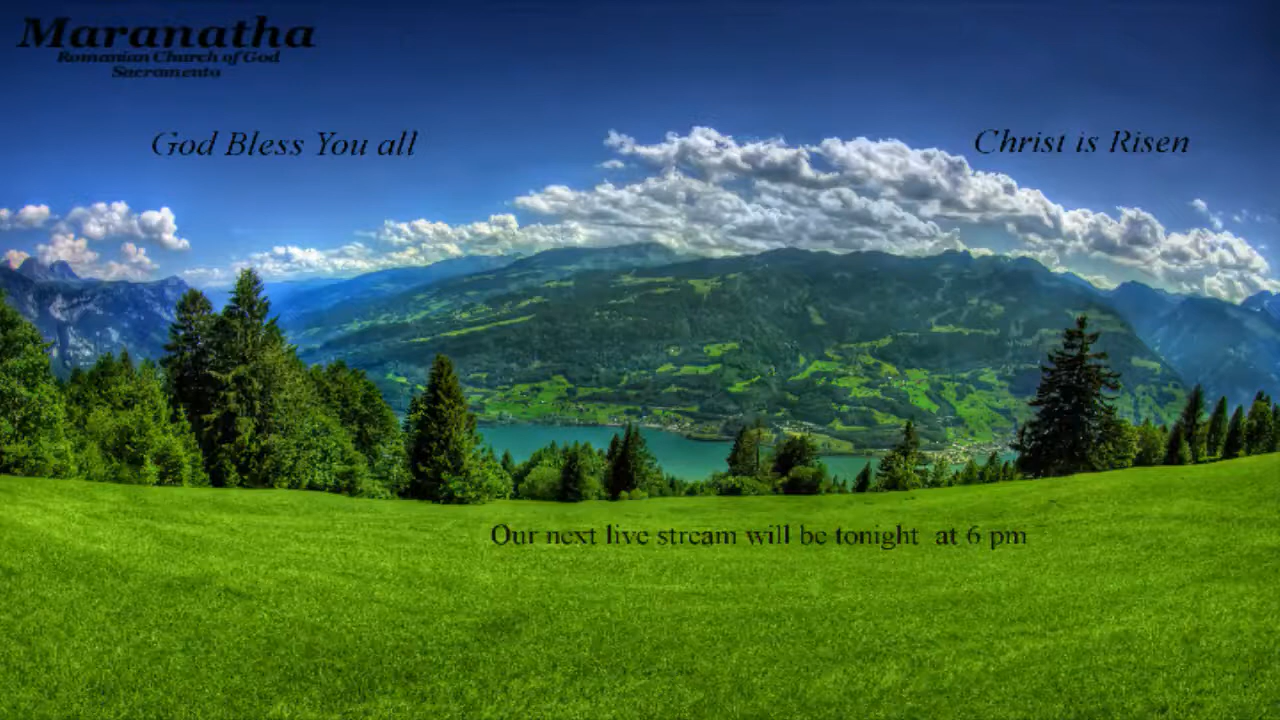 Maranatha
Romanian Church of God
Sacramento
God Bless You all
Christ is Risen
Our next live stream will be tonight  at 6 pm